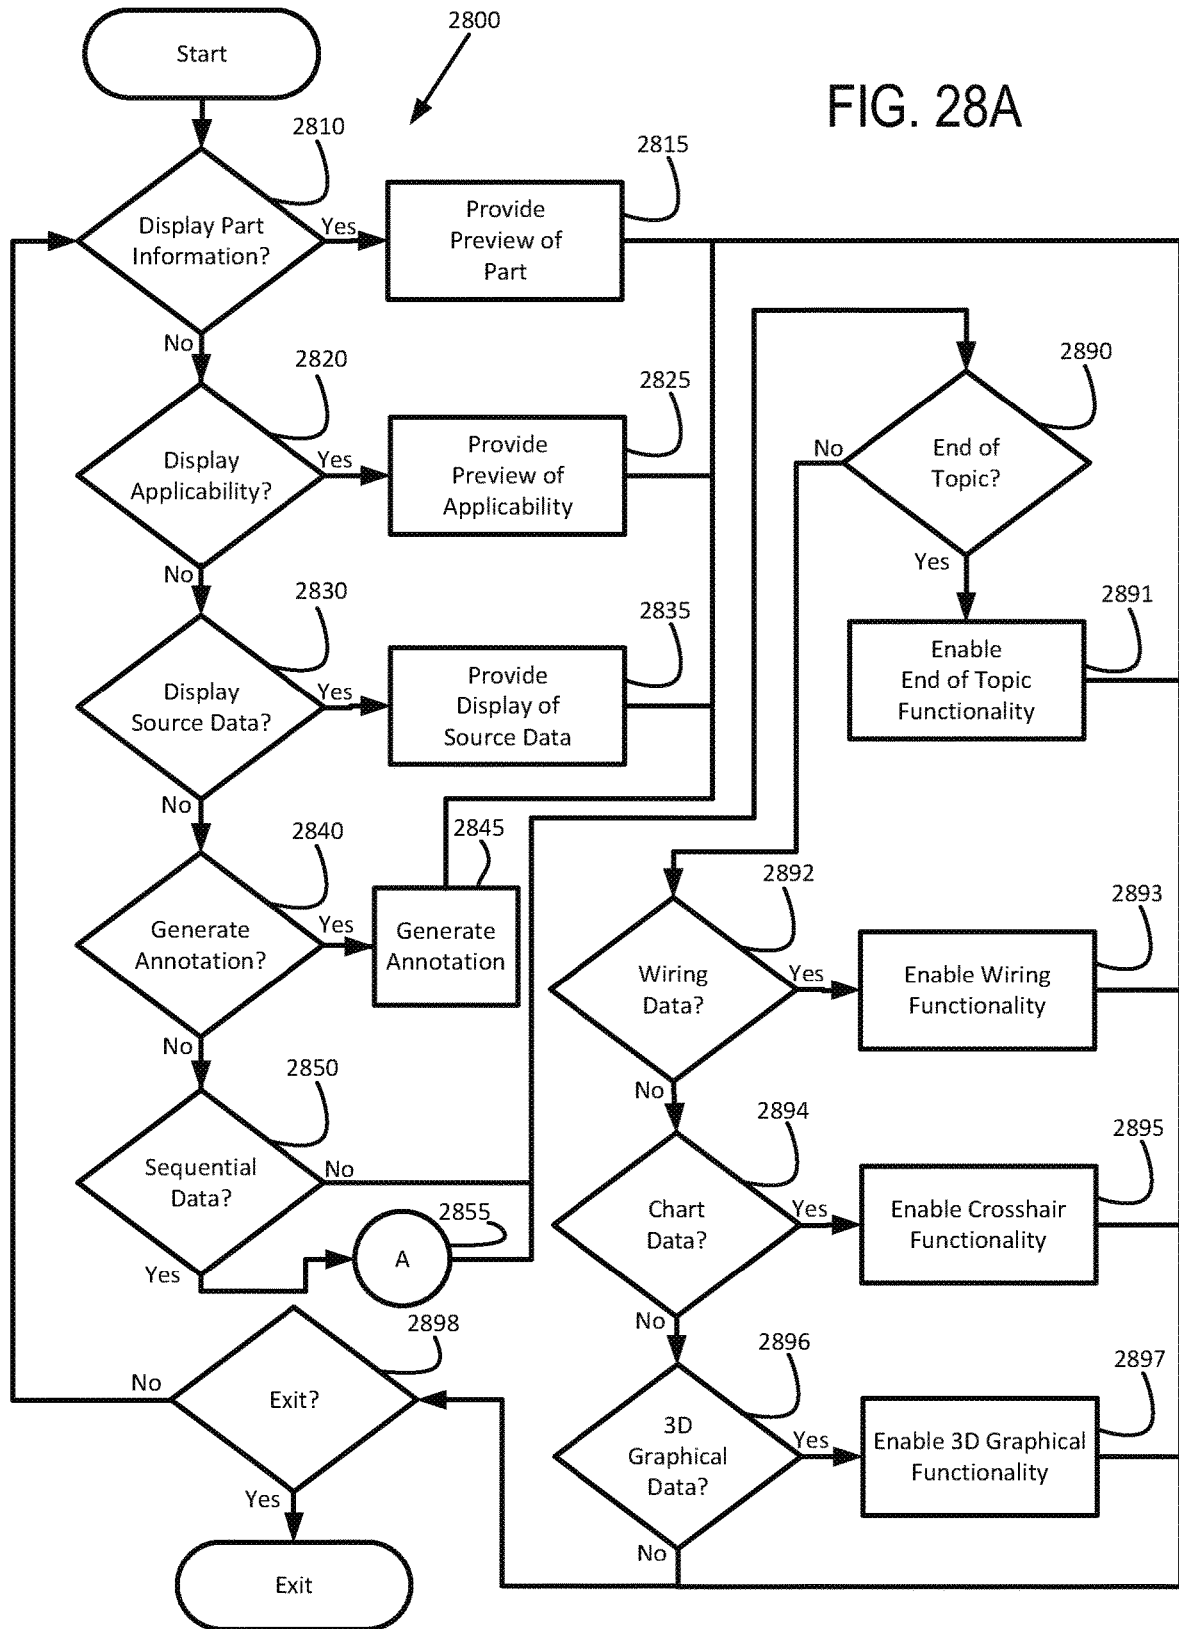 Start
2800
FIG. 28A
2810
Display Part
Information?
Yes
No
2815
Provide
Preview of
Part
2820
Display
Applicability?
Yes
No
2825
Provide
Preview of
Applicability
2830
Display
Source Data?
Yes
No
2835
Provide
Display of
Source Data
2840
Generate
Annotation?
Yes
No
2845
Generate
Annotation
2850
Sequential
Data?
No
Yes
2855
A
2890
End of
Topic?
No
Yes
2891
Enable
End of Topic
Functionality
2892
Wiring
Data?
Yes
No
2893
Enable Wiring
Functionality
2894
Chart
Data?
Yes
No
2895
Enable Crosshair
Functionality
2896
3D
Graphical
Data?
Yes
No
2897
Enable 3D Graphical
Functionality
2898
Exit?
No
Yes
Exit